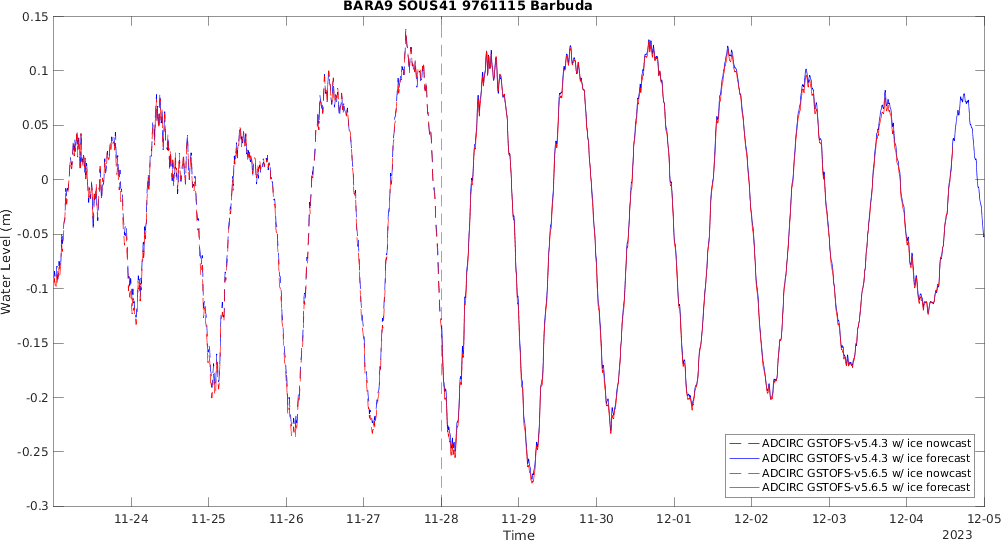 BARA9 SOUS41 9761115 Barbuda
0.15
0.1
0.05
0
-0.05
-0.1
-0.15
-0.2
-0.25
-0.3
Water Level (m)
ADCIRC GSTOFS-v5.4.3 w/ ice nowcast
ADCIRC GSTOFS-v5.4.3 w/ ice forecast
ADCIRC GSTOFS-v5.6.5 w/ ice nowcast
ADCIRC GSTOFS-v5.6.5 w/ ice forecast
11-24 11-25 11-26 11-27 11-28 11-29 11-30 12-01 12-02 12-03 12-04 12-05
Time
2023